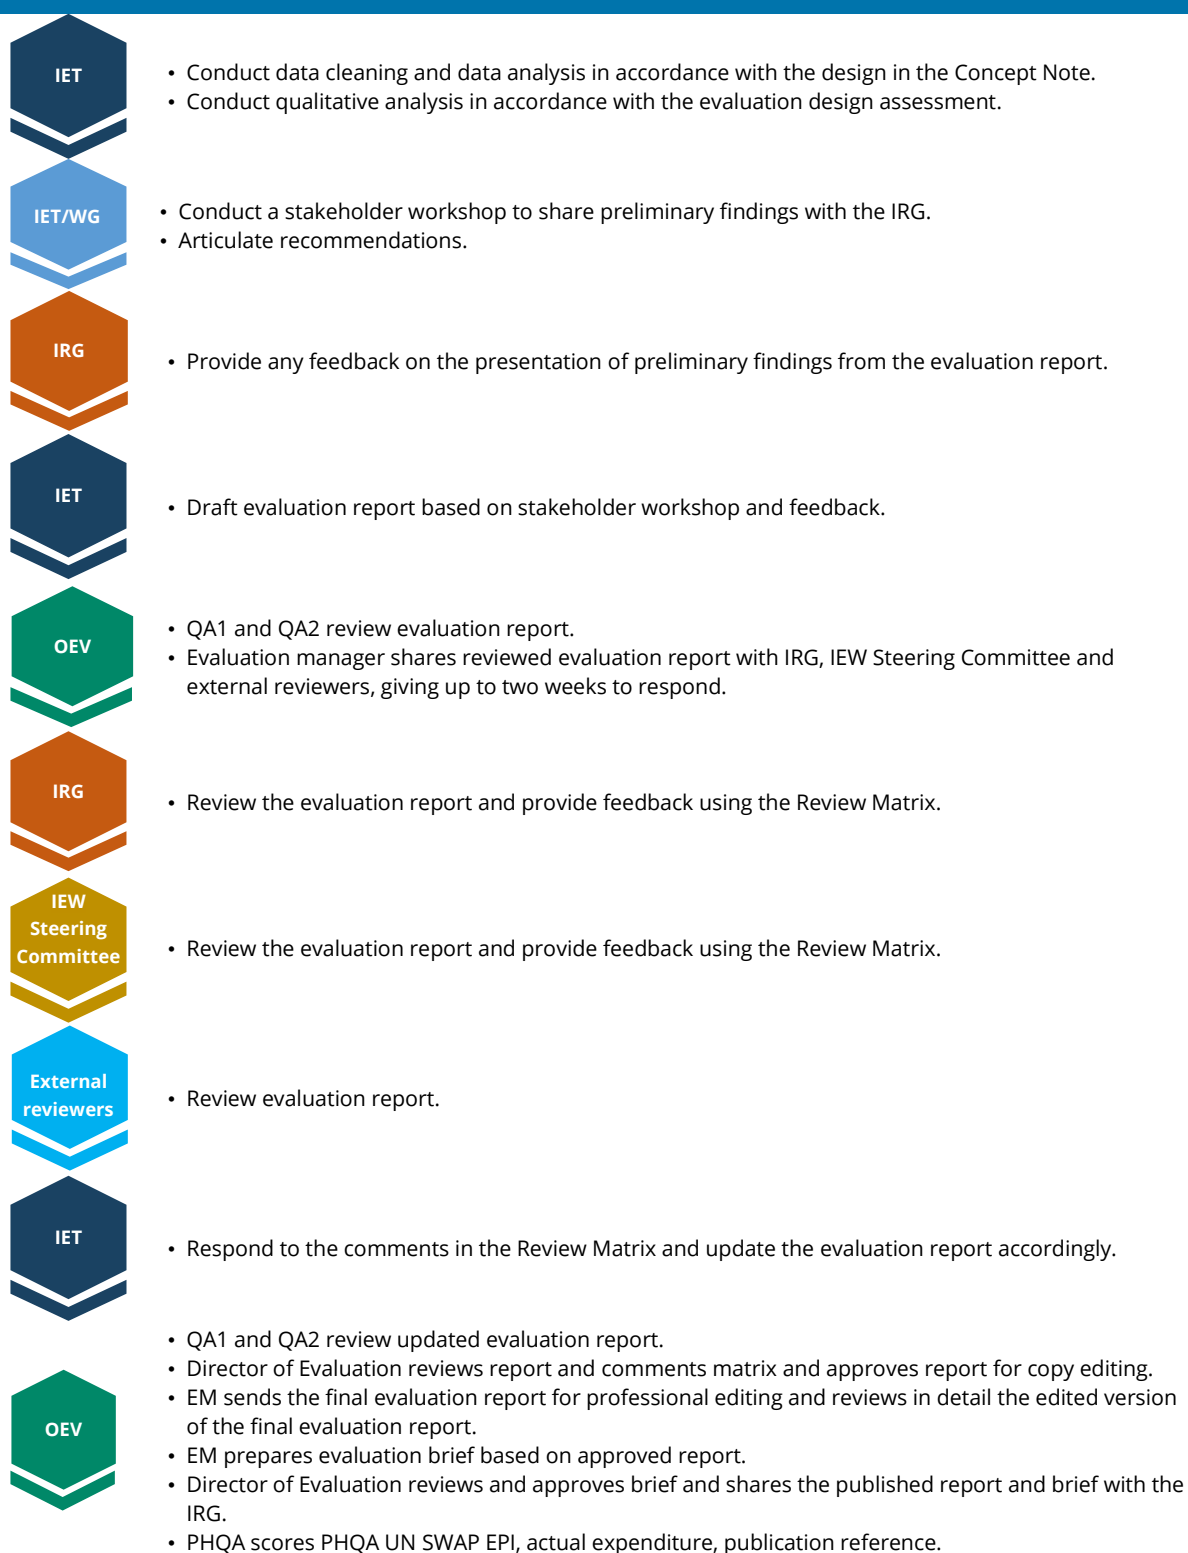 IET
• Conduct data cleaning and data analysis in accordance with the design in the Concept Note.
• Conduct qualitative analysis in accordance with the evaluation design assessment.
IET/WG
• Conduct a stakeholder workshop to share preliminary findings with the IRG.
• Articulate recommendations.
IRG
• Provide any feedback on the presentation of preliminary findings from the evaluation report.
IET
• Draft evaluation report based on stakeholder workshop and feedback.
OEV
• QA1 and QA2 review evaluation report.
• Evaluation manager shares reviewed evaluation report with IRG, IEW Steering Committee and
external reviewers, giving up to two weeks to respond.
IRG
• Review the evaluation report and provide feedback using the Review Matrix.
IEW
Steering
Committee
• Review the evaluation report and provide feedback using the Review Matrix.
External
reviewers
• Review evaluation report.
IET
• Respond to the comments in the Review Matrix and update the evaluation report accordingly.
OEV
• QA1 and QA2 review updated evaluation report.
• Director of Evaluation reviews report and comments matrix and approves report for copy editing.
• EM sends the final evaluation report for professional editing and reviews in detail the edited version
of the final evaluation report.
• EM prepares evaluation brief based on approved report.
• Director of Evaluation reviews and approves brief and shares the published report and brief with the
IRG.
• PHQA scores PHQA UN SWAP EPI, actual expenditure, publication reference.